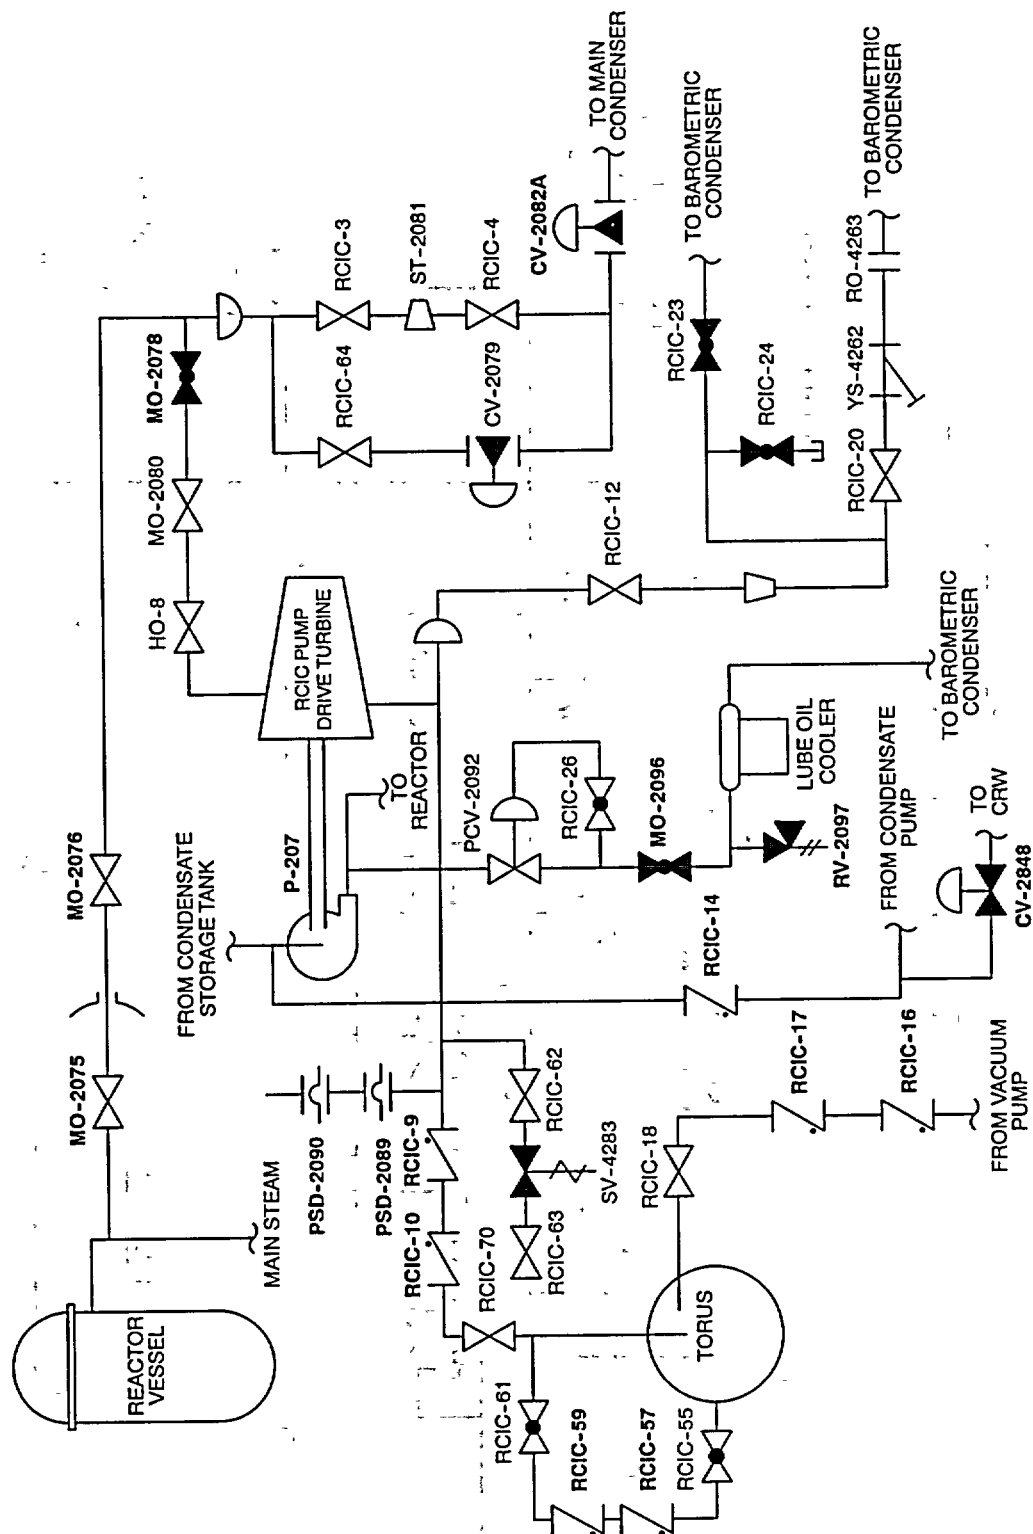 REACTOR
VESSEL
MAIN STEAM
MO-2075
MO-2076
MO-2078
MO-2080
HO-8
RCIC PUMP
DRIVE TURBINE
P-207
FROM CONDENSATE
STORAGE TANK
TO
REACTOR
RCIC-3
ST-2081
RCIC-4
RCIC-64
CV-2079
CV-2082A
TO MAIN
CONDENSER
TO BAROMETRIC
CONDENSER
RCIC-23
RCIC-24
RCIC-12
RCIC-20
YS-4262
RO-4263
TO BAROMETRIC
CONDENSER
PCV-2092
RCIC-26
MO-2096
LUBE OIL
COOLER
RV-2097
TO BAROMETRIC
CONDENSER
RCIC-14
FROM CONDENSATE
PUMP
TO
CRW
CV-2848
PSD-2090
PSD-2089
RCIC-9
RCIC-10
RCIC-70
RCIC-62
SV-4283
RCIC-63
RCIC-18
RCIC-17
RCIC-16
FROM VACUUM
PUMP
TORUS
RCIC-61
RCIC-59
RCIC-57
RCIC-55